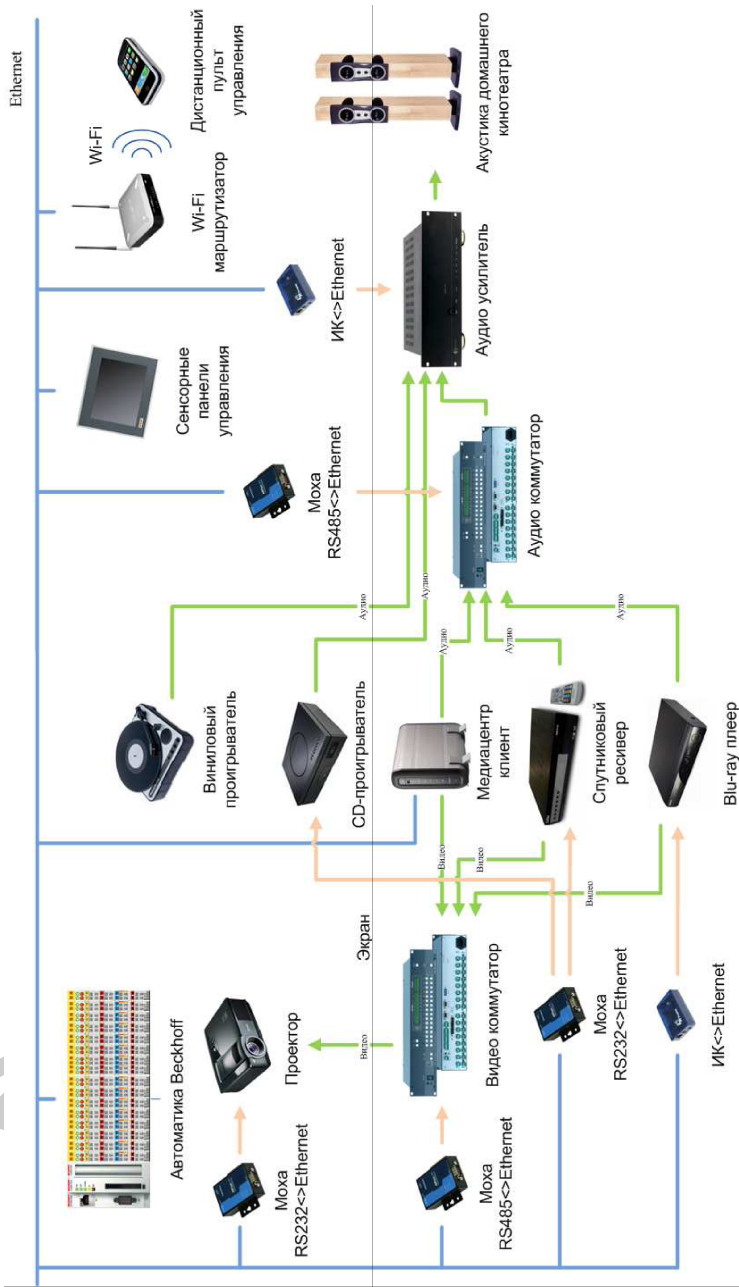 Ethernet
Автоматика Beckhoff
Сенсорные
панели
управления
Wi-Fi
маршрутизатор
Wi-Fi
Дистанционный
пульт
управления
Moxa
RS232<>Ethernet
Проектор
Виниловый
проигрыватель
Moxa
RS485<>Ethernet
ИК<>Ethernet
CD-проигрыватель
Экран
Видео
Аудио
Аудио
Moxa
RS485<>Ethernet
Видео коммутатор
Видео
Видео
Видео
Медиацентр
клиент
Аудио
Аудио
Аудио
Аудио коммутатор
Аудио усилитель
Акустика домашнего
кинотеатра
Moxa
RS232<>Ethernet
Спутниковый
ресивер
ИК<>Ethernet
Blu-ray плеер